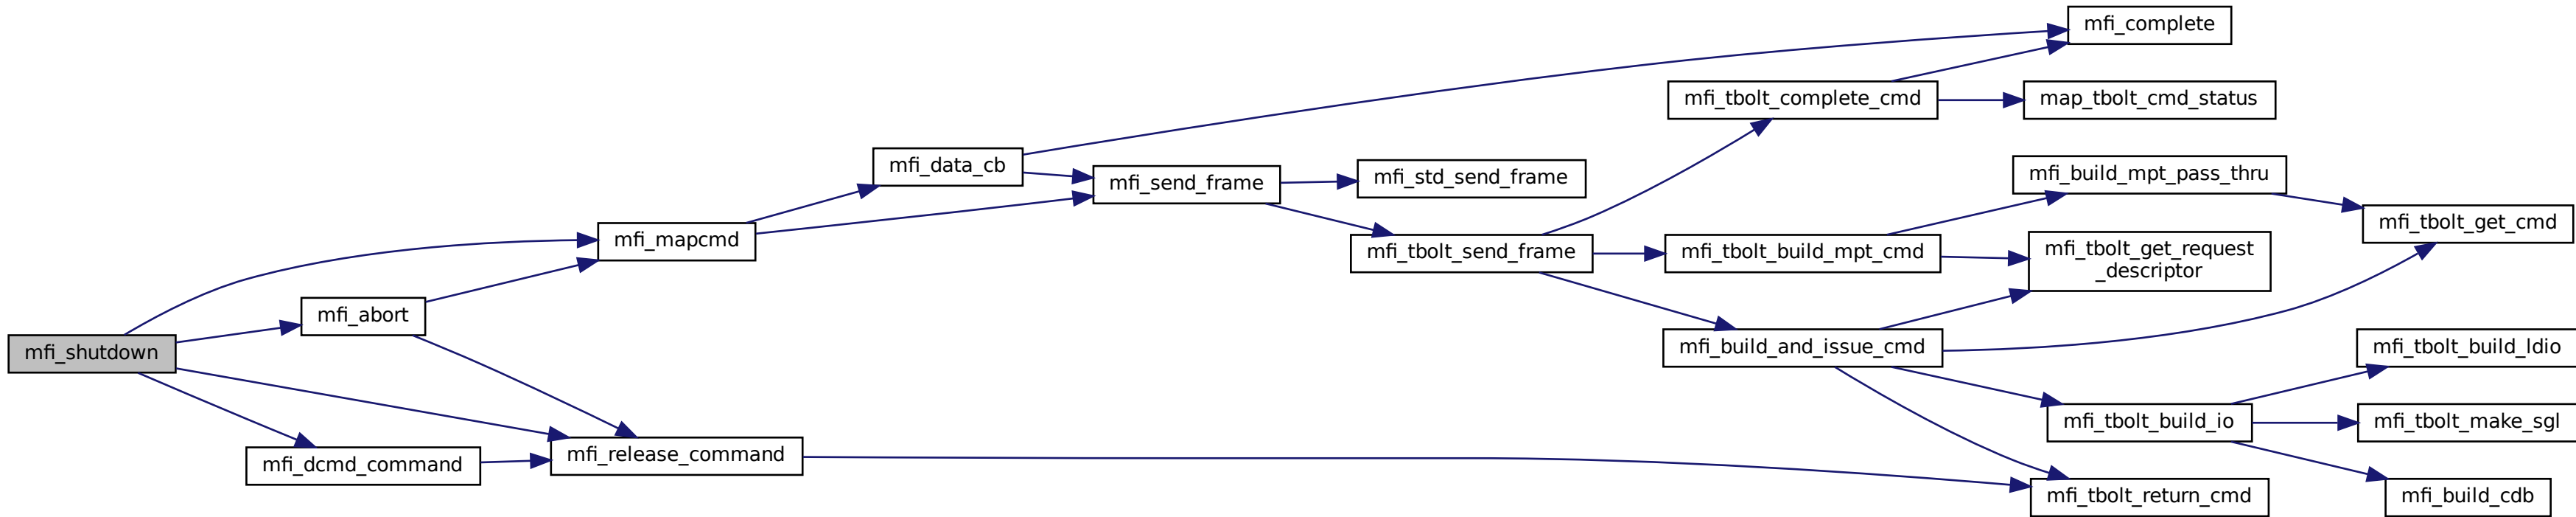 mfi_complete
mfi_tbolt_complete_cmd
map_tbolt_cmd_status
mfi_data_cb
mfi_send_frame
mfi_std_send_frame
mfi_build_mpt_pass_thru
mfi_tbolt_get_cmd
mfi_mapcmd
mfi_tbolt_send_frame
mfi_tbolt_build_mpt_cmd
mfi_tbolt_get_request
_descriptor
mfi_abort
mfi_shutdown
mfi_build_and_issue_cmd
mfi_tbolt_build_ldio
mfi_tbolt_build_io
mfi_tbolt_make_sgl
mfi_dcmd_command
mfi_release_command
mfi_tbolt_return_cmd
mfi_build_cdb